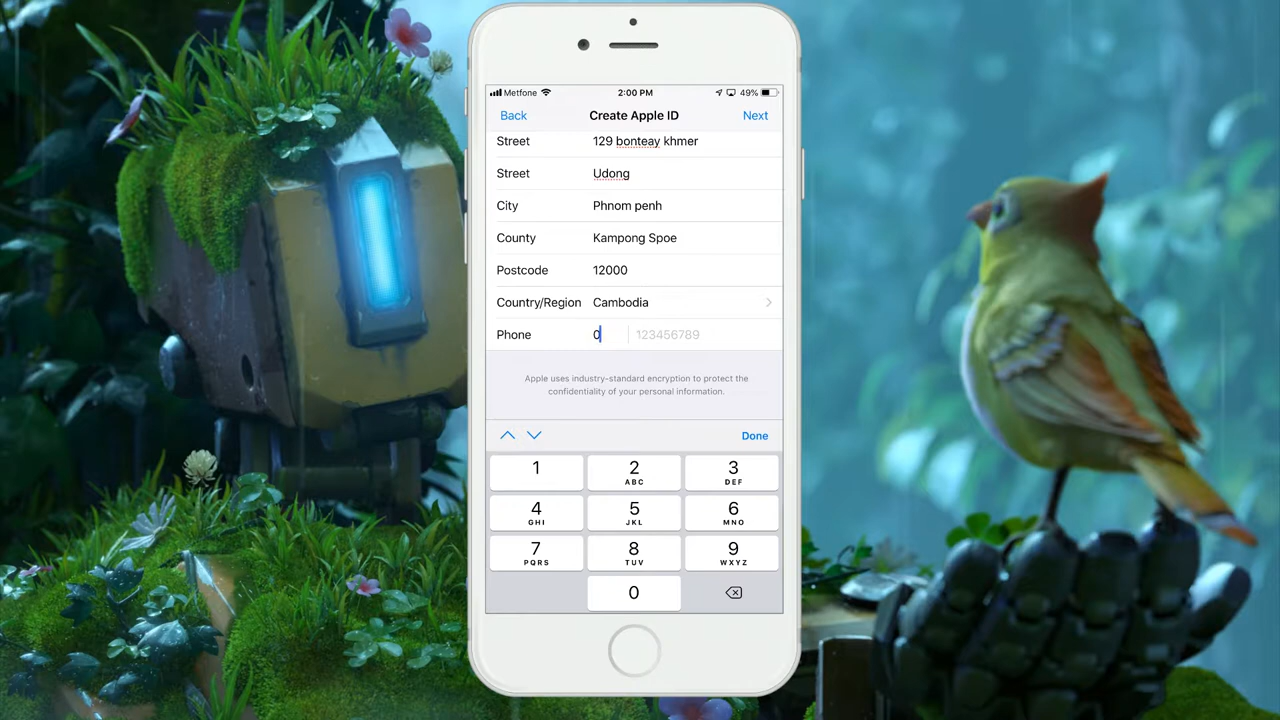 Metfone 2:00 PM 49%
Back Create Apple ID Next
Street 129 bonteay khmer
Street Udong
City Phnom penh
County Kampong Spoe
Postcode 12000
Country/Region Cambodia
Phone 0 123456789
Apple uses industry-standard encryption to protect the
confidentiality of your personal information.
Done
1 2 3
ABC DEF
4 5 6
GHI JKL MNO
7 8 9
PQRS TUV WXYZ
0